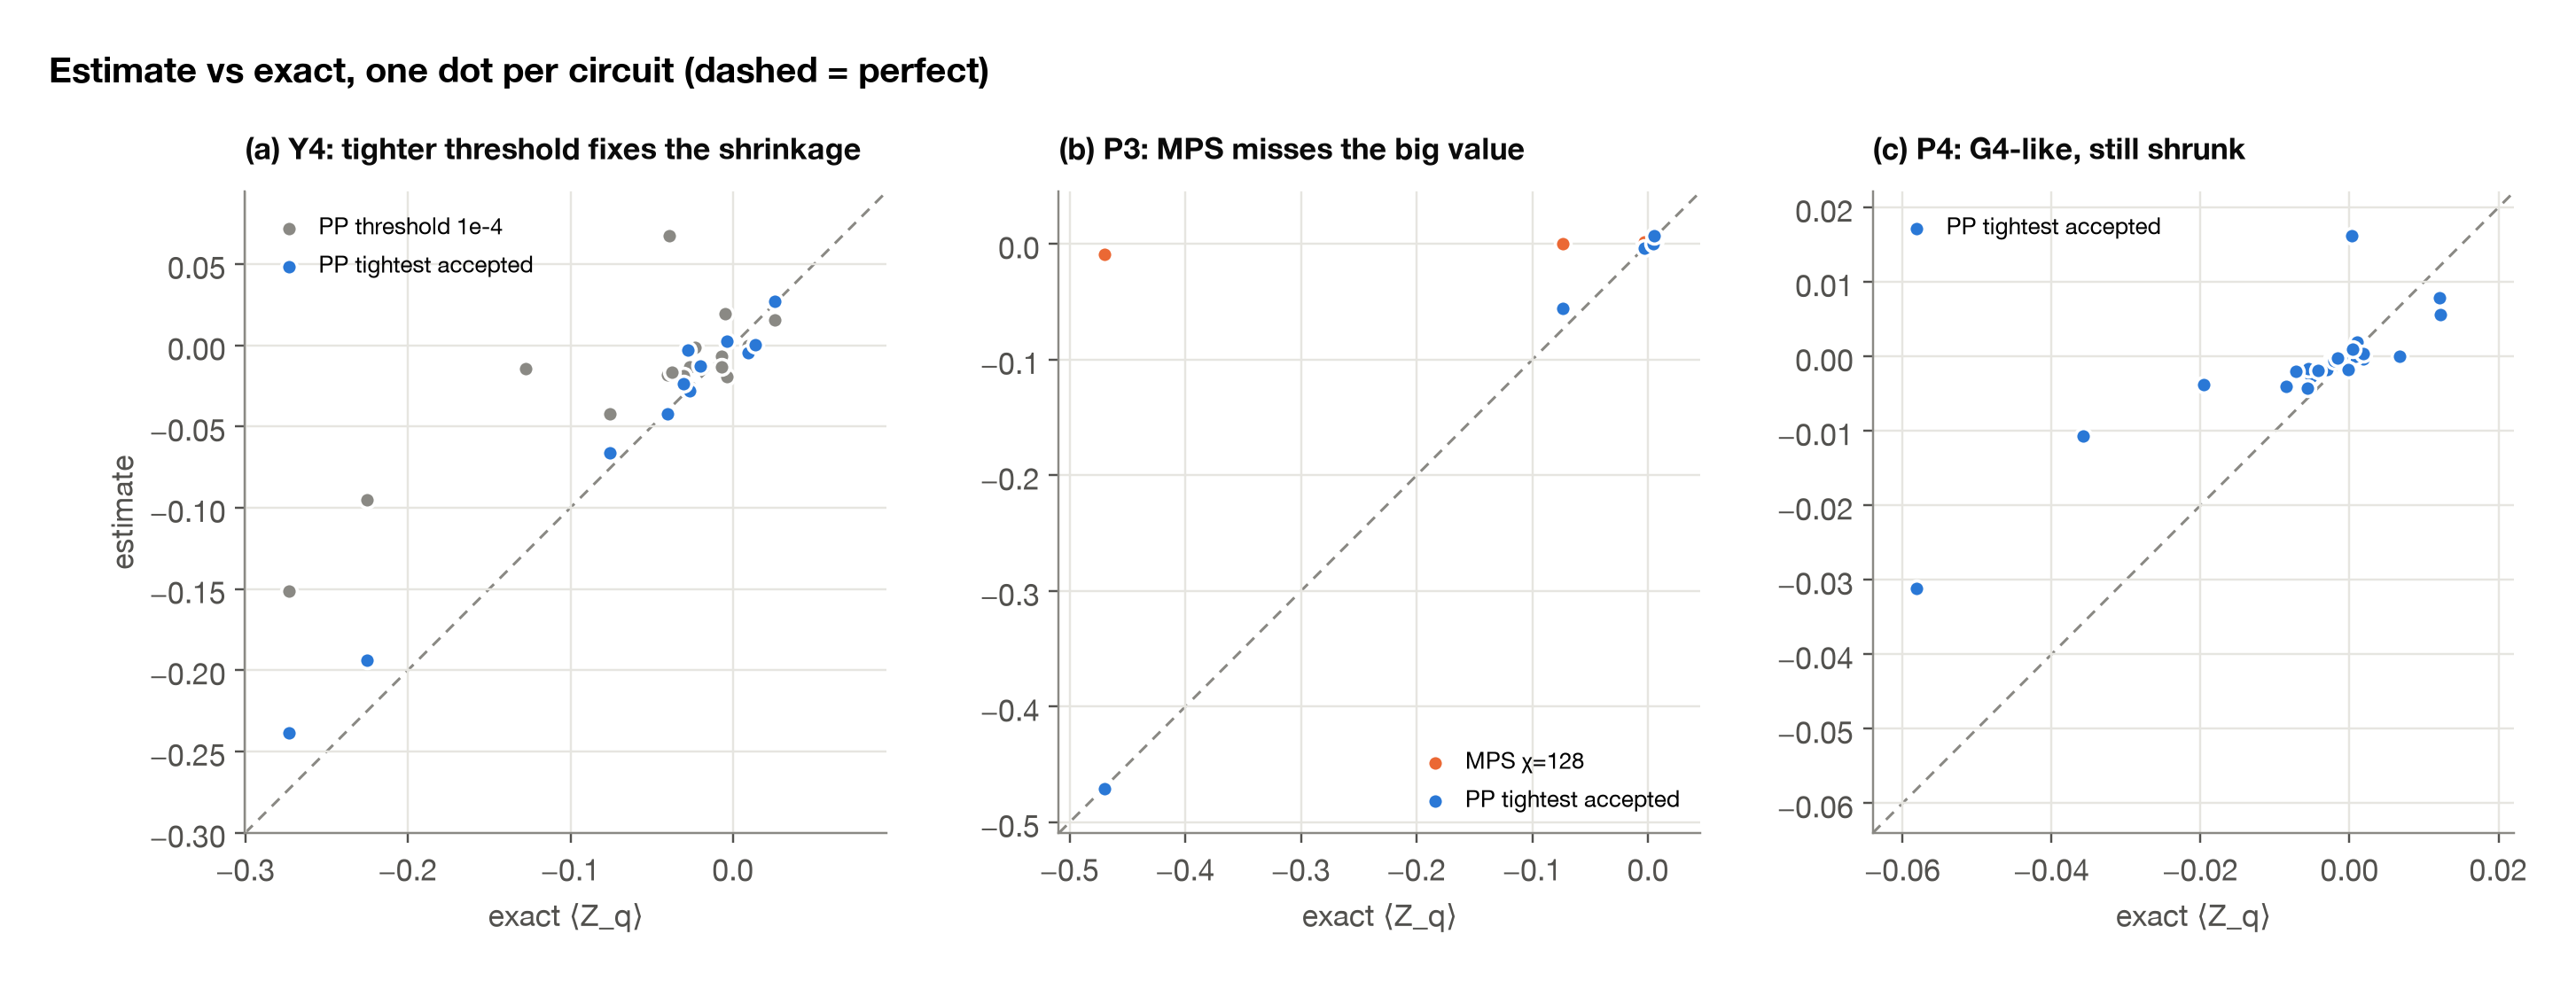 Estimate vs exact, one dot per circuit (dashed = perfect)
(a) Y4: tighter threshold fixes the shrinkage
PP threshold 1e-4
PP tightest accepted
0.05
0.00
−0.05
−0.10
−0.15
−0.20
−0.25
−0.30
estimate
−0.3 −0.2 −0.1 0.0
exact ⟨Z_q⟩
(b) P3: MPS misses the big value
0.0
−0.1
−0.2
−0.3
−0.4
−0.5
MPS χ=128
PP tightest accepted
−0.5 −0.4 −0.3 −0.2 −0.1 0.0
exact ⟨Z_q⟩
(c) P4: G4-like, still shrunk
PP tightest accepted
0.02
0.01
0.00
−0.01
−0.02
−0.03
−0.04
−0.05
−0.06
−0.06 −0.04 −0.02 0.00 0.02
exact ⟨Z_q⟩